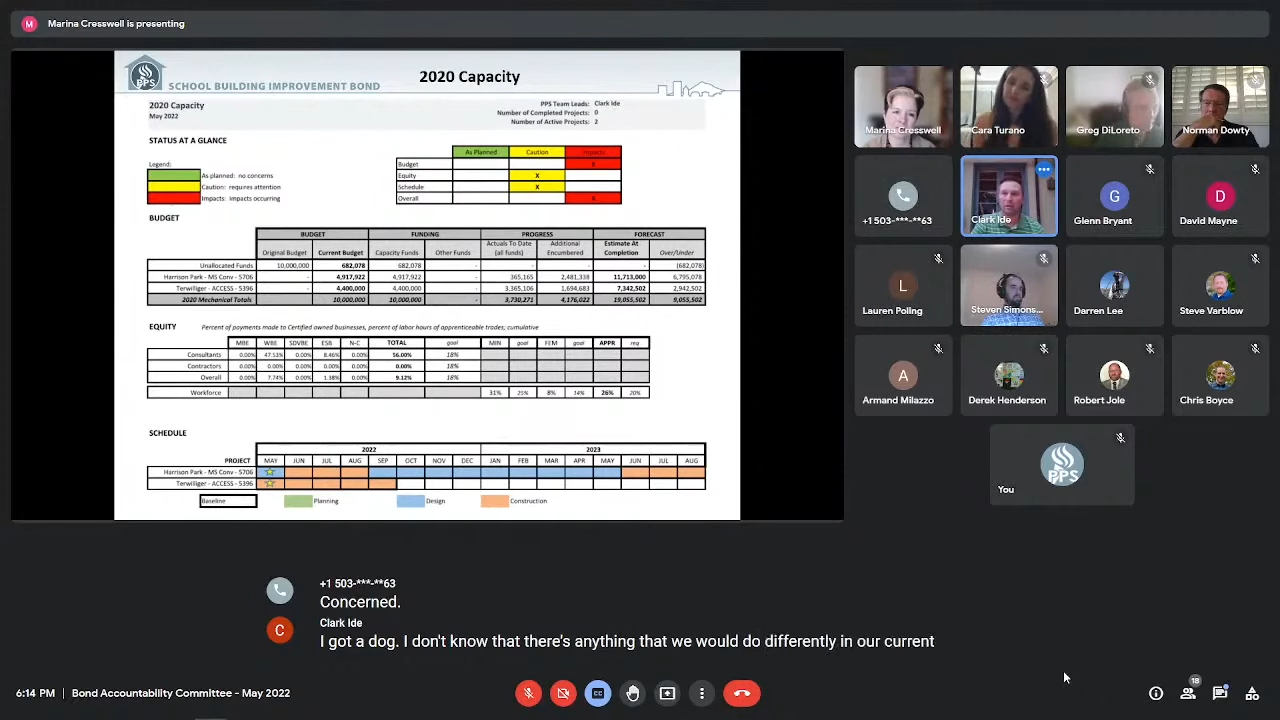 M Marina Cresswell is presenting
PPS SCHOOL BUILDING IMPROVEMENT BOND
2020 Capacity
2020 Capacity
May 2022
PPS Team Leads: Clark Ide
Number of Completed Projects: 0
Number of Active Projects: 2
STATUS AT A GLANCE
Legend:
As planned: no concerns
Caution: requires attention
Impacts: impacts occurring
As Planned Caution Impacts
Budget X
Equity X
Schedule X
Overall X
BUDGET
BUDGET FUNDING PROGRESS FORECAST
Original Budget Current Budget Capacity Funds Other Funds Actuals To Date (all funds) Additional Encumbered Estimate At Completion Over/Under
Unallocated Funds 10,000,000 682,078 682,078 - - (682,078)
Harrison Park - MS Conv - 5706 - 4,917,922 4,917,922 - 365,165 2,481,338 11,713,000 6,795,078
Terwilliger - ACCESS - 5396 - 4,400,000 4,400,000 - 3,365,106 1,694,683 7,342,502 2,942,502
2020 Mechanical Totals 10,000,000 10,000,000 - 3,730,271 4,176,022 19,055,502 9,055,502
EQUITY Percent of payments made to Certified owned businesses, percent of labor hours of apprenticeable trades; cumulative
MBE WBE SDVBE ESB N-C TOTAL goal MIN goal FEM goal APPR req
Consultants 0.00% 47.53% 0.00% 8.46% 0.00% 56.00% 18%
Contractors 0.00% 0.00% 0.00% 0.00% 0.00% 0.00% 18%
Overall 0.00% 7.74% 0.00% 1.38% 0.00% 9.12% 18%
Workforce 31% 25% 8% 14% 26% 20%
SCHEDULE
2022 2023
PROJECT MAY JUN JUL AUG SEP OCT NOV DEC JAN FEB MAR APR MAY JUN JUL AUG
Harrison Park - MS Conv - 5706
Terwilliger - ACCESS - 5396
Baseline Planning Design Construction
Marina Cresswell
Cara Turano
Greg DiLoreto
Norman Dowty
+1 503-***-**63
Clark Ide
G
Glenn Bryant
D
David Mayne
L
Lauren Poling
Steven Simons...
Darren Lee
Steve Varlow
A
Armand Milazzo
Derek Henderson
Robert Jole
Chris Boyce
PPS
You
+1 503-***-**63
Concerned.
C Clark Ide
I got a dog. I don't know that there's anything that we would do differently in our current
6:14 PM | Bond Accountability Committee - May 2022
CC
18